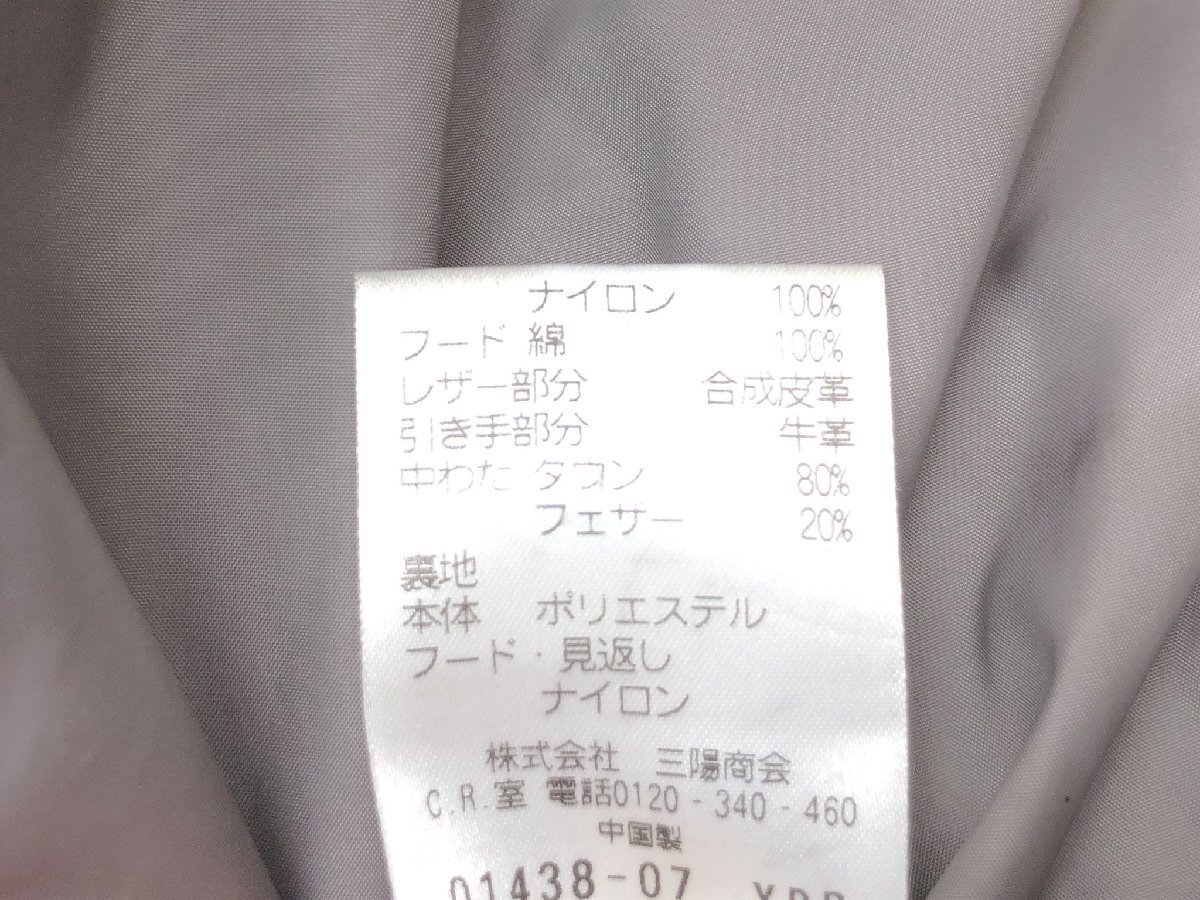 ナイロン 100%
フード 綿 100%
レザー部分 合成皮革
引き手部分 牛革
中わた ダウン 80%
フェザー 20%
裏地
本体 ポリエステル
フード・見返し
ナイロン
株式会社 三陽商会
C.R.室 電話0120-340-460
中国製
01438-07